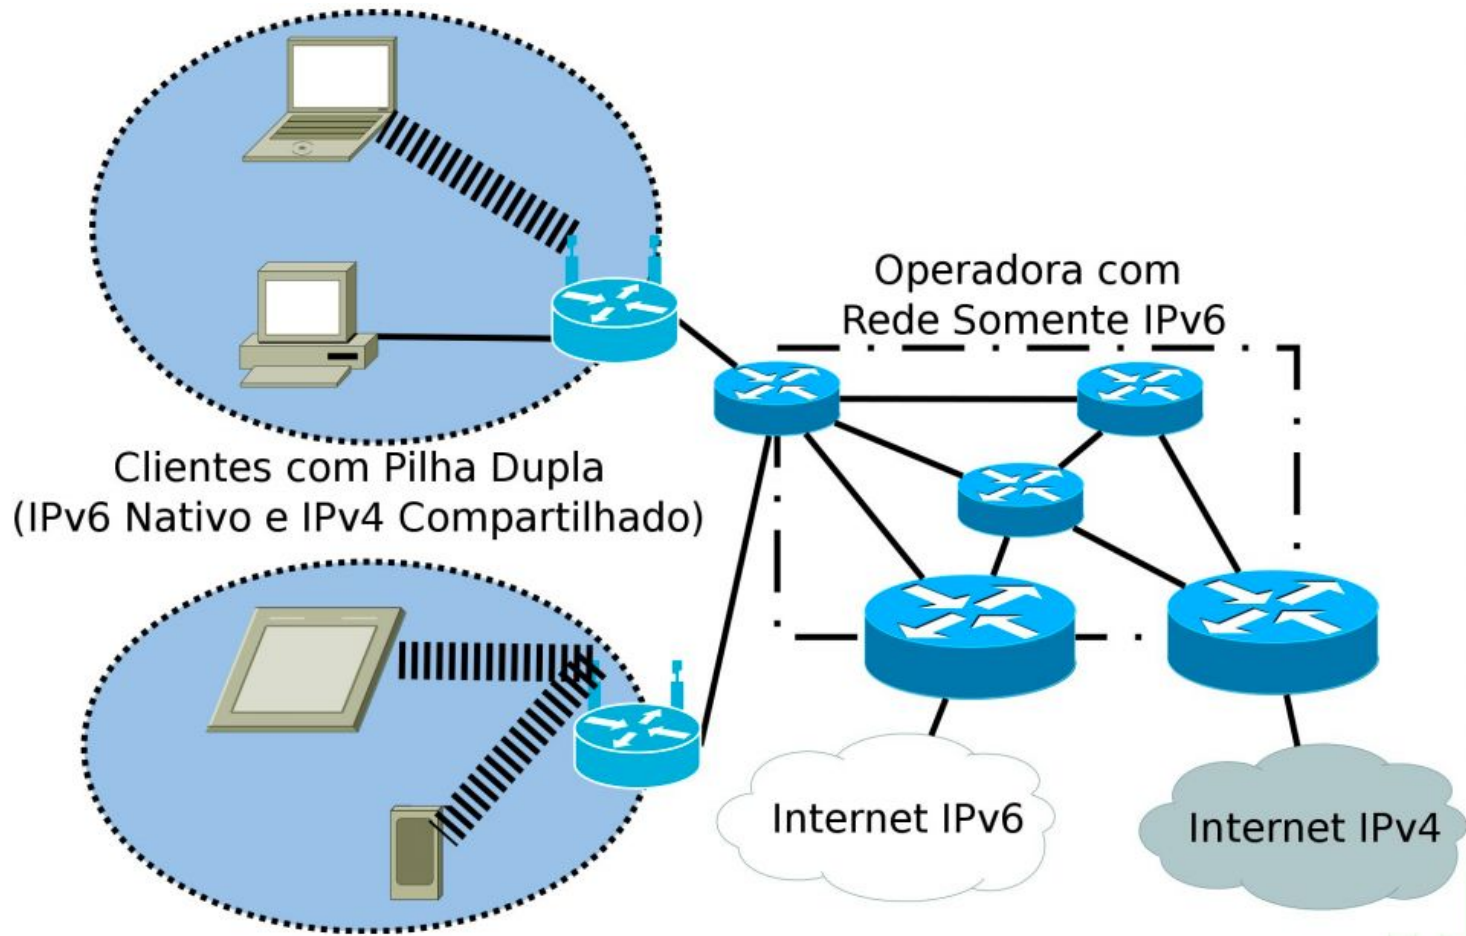 Operadora com
Rede Somente IPv6
Clientes com Pilha Dupla
(IPv6 Nativo e IPv4 Compartilhado)
Internet IPv6
Internet IPv4